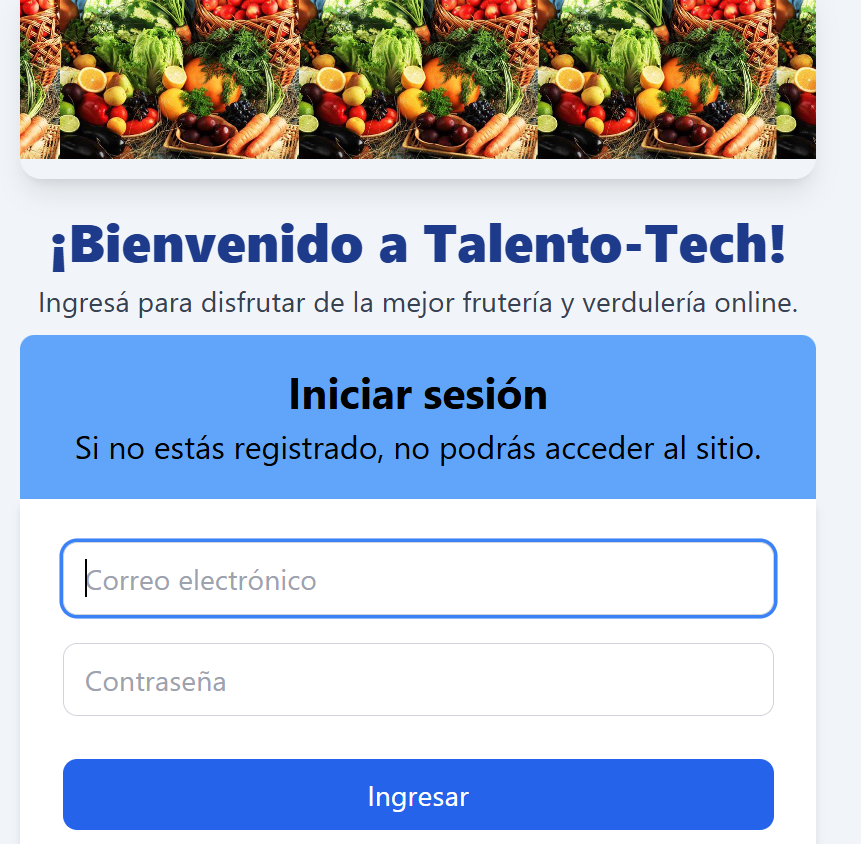 ¡Bienvenido a Talento-Tech!
Ingresá para disfrutar de la mejor frutería y verdulería online.
Iniciar sesión
Si no estás registrado, no podrás acceder al sitio.
Correo electrónico
Contraseña
Ingresar